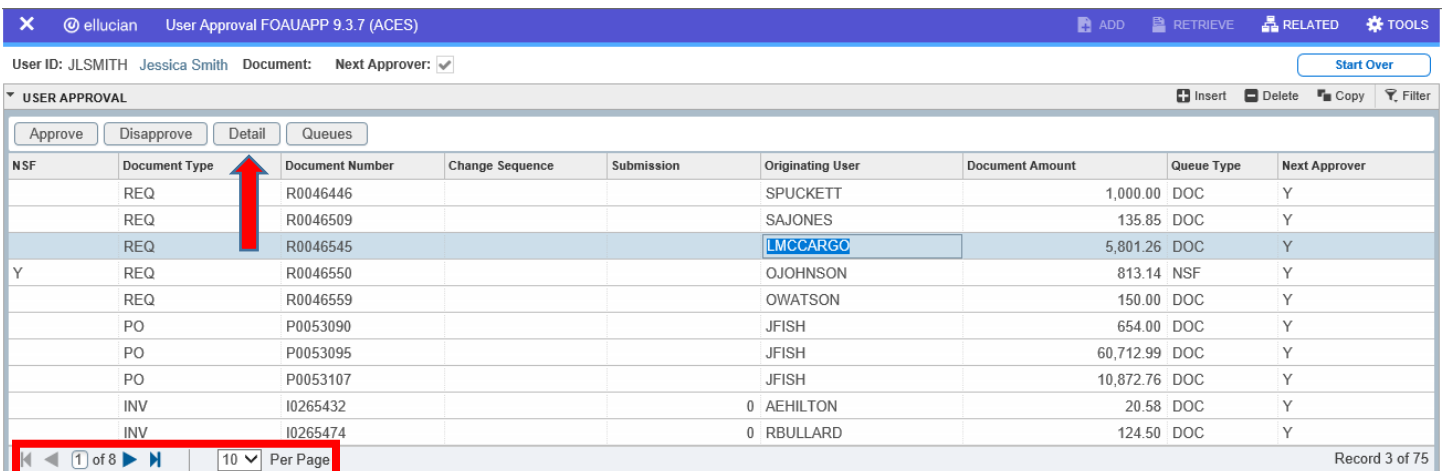 ✕ ellucian User Approval FOAUAPP 9.3.7 (ACES) ADD RETRIEVE RELATED TOOLS
User ID: JLSMITH Jessica Smith Document: Next Approver: Start Over
USER APPROVAL Insert Delete Copy Filter
Approve Disapprove Detail Queues
NSF Document Type Document Number Change Sequence Submission Originating User Document Amount Queue Type Next Approver
REQ R0046446 SPUCKETT 1,000.00 DOC Y
REQ R0046509 SAJONES 135.85 DOC Y
REQ R0046545 LMCCARGO 5,801.26 DOC Y
Y REQ R0046550 OJOHNSON 813.14 NSF Y
REQ R0046559 OWATSON 150.00 DOC Y
PO P0053090 JFISH 654.00 DOC Y
PO P0053095 JFISH 60,712.99 DOC Y
PO P0053107 JFISH 10,872.76 DOC Y
INV I0265432 0 AEHILTON 20.58 DOC Y
INV I0265474 0 RBULLARD 124.50 DOC Y
1 of 8 10 Per Page Record 3 of 75